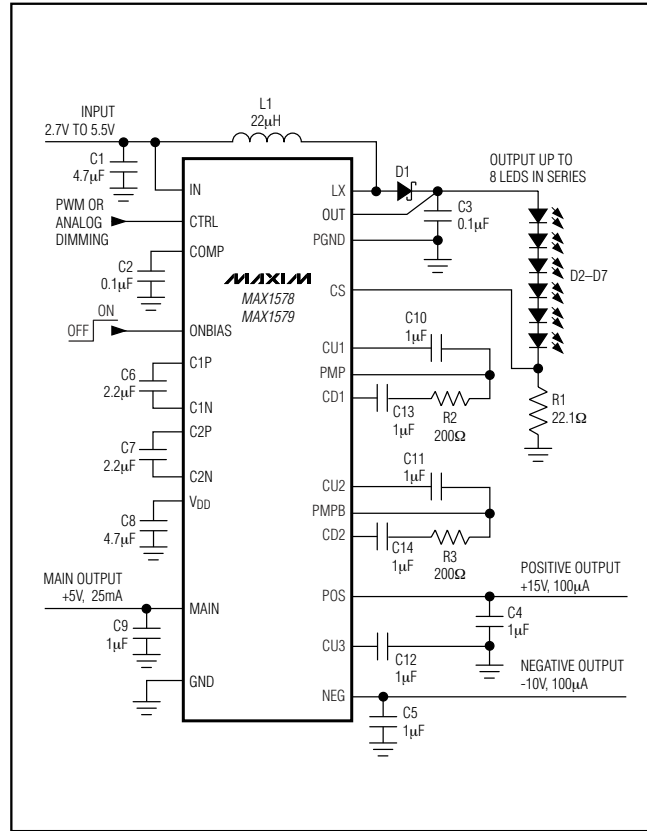 L1
22µH
INPUT
2.7V TO 5.5V
C1
4.7µF
IN
PWM OR
ANALOG
DIMMING
CTRL
COMP
C2
0.1µF
ON
OFF
ONBIAS
C1P
C6
2.2µF
C1N
C2P
C7
2.2µF
C2N
VDD
C8
4.7µF
MAIN OUTPUT
+5V, 25mA
MAIN
C9
1µF
GND
MAXIM
MAX1578
MAX1579
LX
OUT
PGND
CS
CU1
PMP
CD1
CU2
PMPB
CD2
POS
CU3
NEG
D1
C3
0.1µF
OUTPUT UP TO
8 LEDS IN SERIES
D2–D7
R1
22.1Ω
C10
1µF
C13
1µF
R2
200Ω
C11
1µF
C14
1µF
R3
200Ω
POSITIVE OUTPUT
+15V, 100µA
C4
1µF
C12
1µF
NEGATIVE OUTPUT
-10V, 100µA
C5
1µF